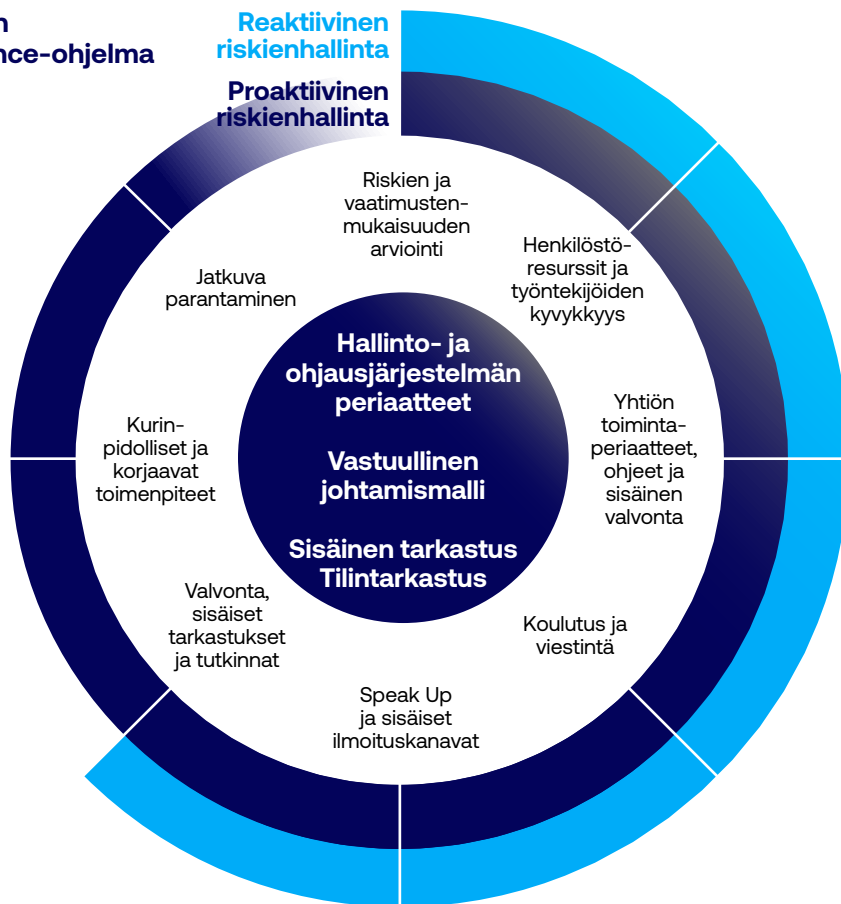 n
nce-ohjelma
Reaktiivinen
riskienhallinta
Proaktiivinen
riskienhallinta
Riskien ja
vaatimusten-
mukaisuuden
arviointi
Henkilöstö-
resurssit ja
työntekijöiden
kyvykkyys
Yhtiön
toiminta-
periaatteet,
ohjeet ja
sisäinen
valvonta
Koulutus ja
viestintä
Speak Up
ja sisäiset
ilmoituskanavat
Valvonta,
sisäiset
tarkastukset
ja tutkinnat
Kurin-
pidolliset ja
korjaavat
toimenpiteet
Jatkuva
parantaminen
Hallinto- ja
ohjausjärjestelmän
periaatteet
Vastuullinen
johtamismalli
Sisäinen tarkastus
Tilintarkastus